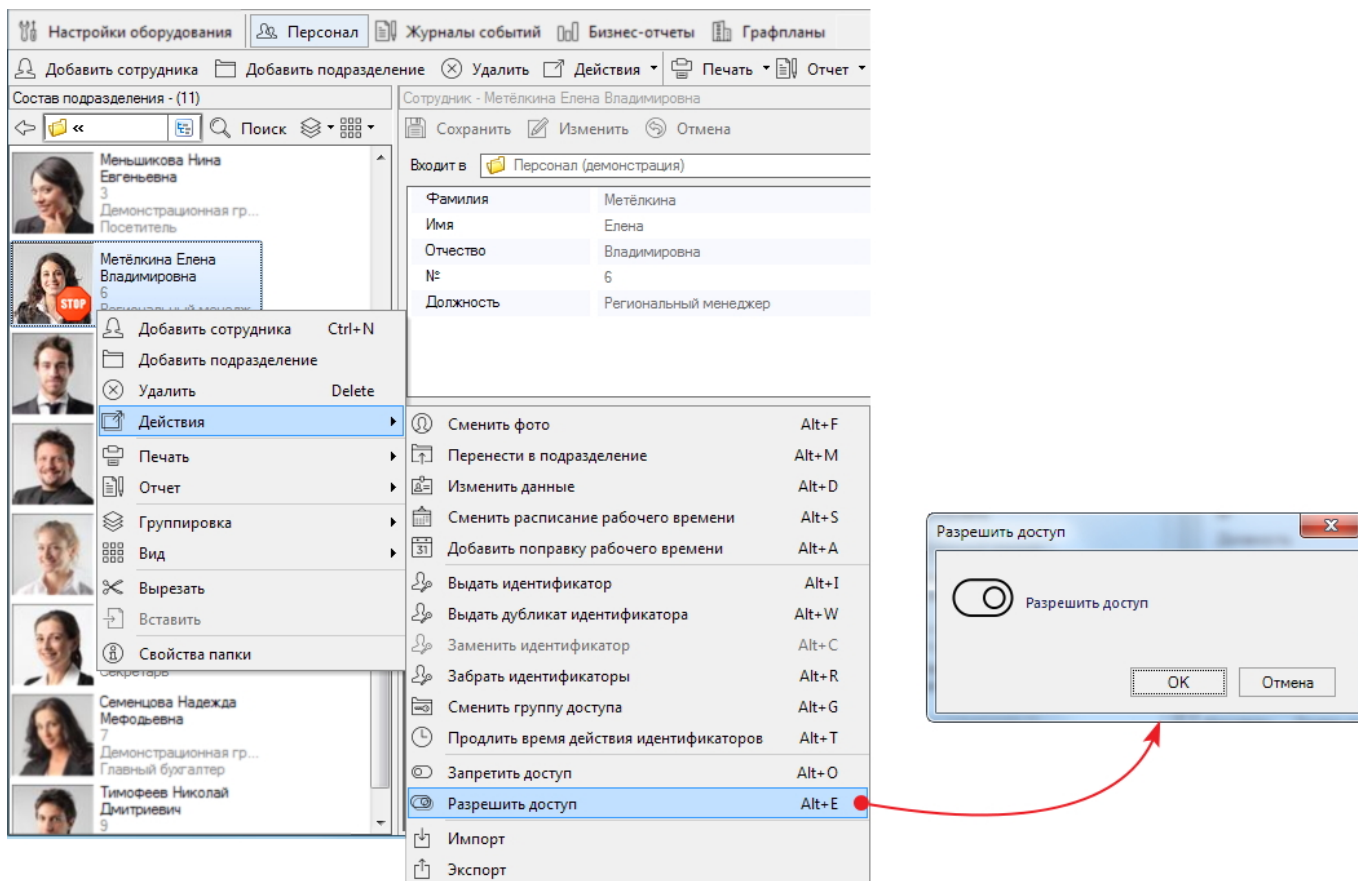 Настройки оборудования Персонал Журналы событий Бизнес-отчеты Графпланы
Добавить сотрудника Добавить подразделение Удалить Действия Печать Отчет
Состав подразделения - (11)
« Поиск
Меньшикова Нина
Евгеньевна
3
Демонстрационная гр...
Посетитель
Метёлкина Елена
Владимировна
6
Региональный менедж
STOP
Секретарь
Семенцова Надежда
Мефодьевна
7
Демонстрационная гр...
Главный бухгалтер
Тимофеев Николай
Дмитриевич
9
Сотрудник - Метёлкина Елена Владимировна
Сохранить Изменить Отмена
Входит в Персонал (демонстрация)
Фамилия Метёлкина
Имя Елена
Отчество Владимировна
№ 6
Должность Региональный менеджер
Добавить сотрудника Ctrl+N
Добавить подразделение
Удалить Delete
Действия
Печать
Отчет
Группировка
Вид
Вырезать
Вставить
Свойства папки
Сменить фото Alt+F
Перенести в подразделение Alt+M
Изменить данные Alt+D
Сменить расписание рабочего времени Alt+S
31
Добавить поправку рабочего времени Alt+A
Выдать идентификатор Alt+I
Выдать дубликат идентификатора Alt+W
Заменить идентификатор Alt+C
Забрать идентификаторы Alt+R
Сменить группу доступа Alt+G
Продлить время действия идентификаторов Alt+T
Запретить доступ Alt+O
Разрешить доступ Alt+E
Импорт
Экспорт
Разрешить доступ
Разрешить доступ
OK Отмена